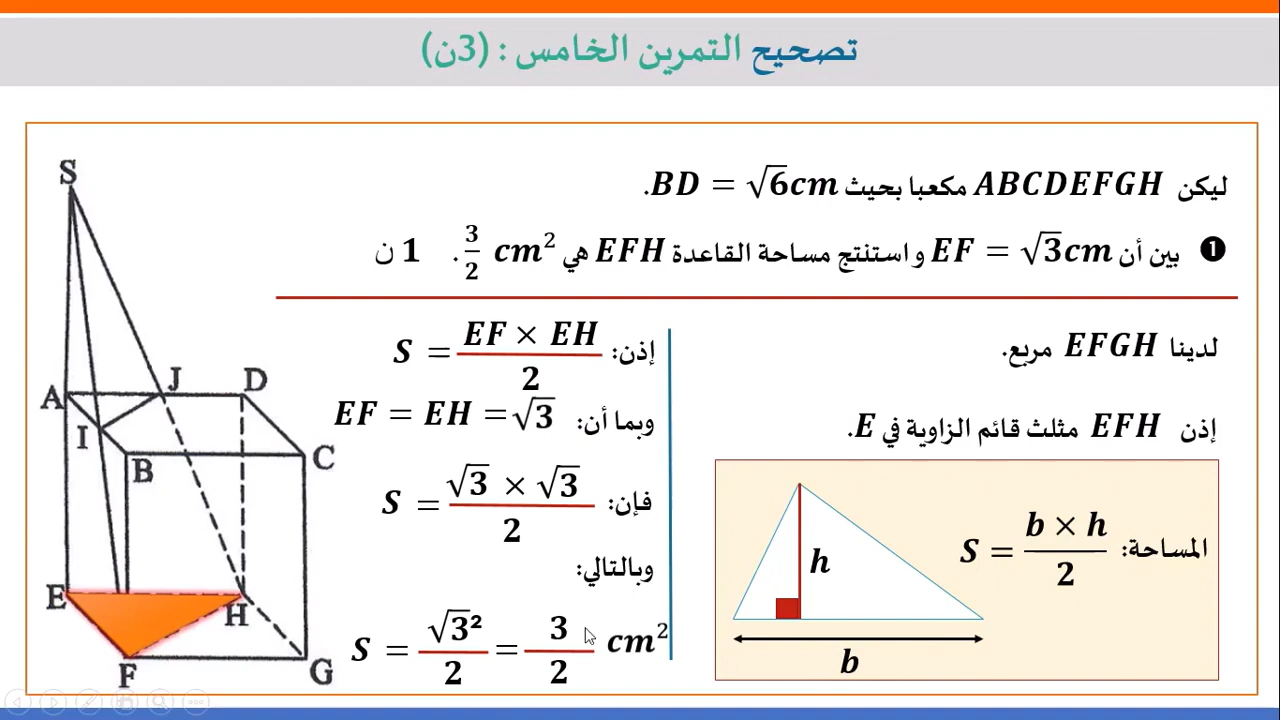 تصحيح التمرين الخامس : (3ن)
ليكن ABCDEFGH مكعبا بحيث BD = √6cm.
❶ بين أن EF = √3cm و استنتج مساحة القاعدة EFH هي 3/2 cm². 1 ن
لدينا EFGH مربع.
إذن EFH مثلث قائم الزاوية في E.
المساحة: S = (b × h)/2
h
b
إذن: S = (EF × EH)/2
وبما أن: EF = EH = √3
فإن: S = (√3 × √3)/2
وبالتالي:
S = √3²/2 = 3/2 cm²
S
J
D
A
I
B
C
E
H
F
G